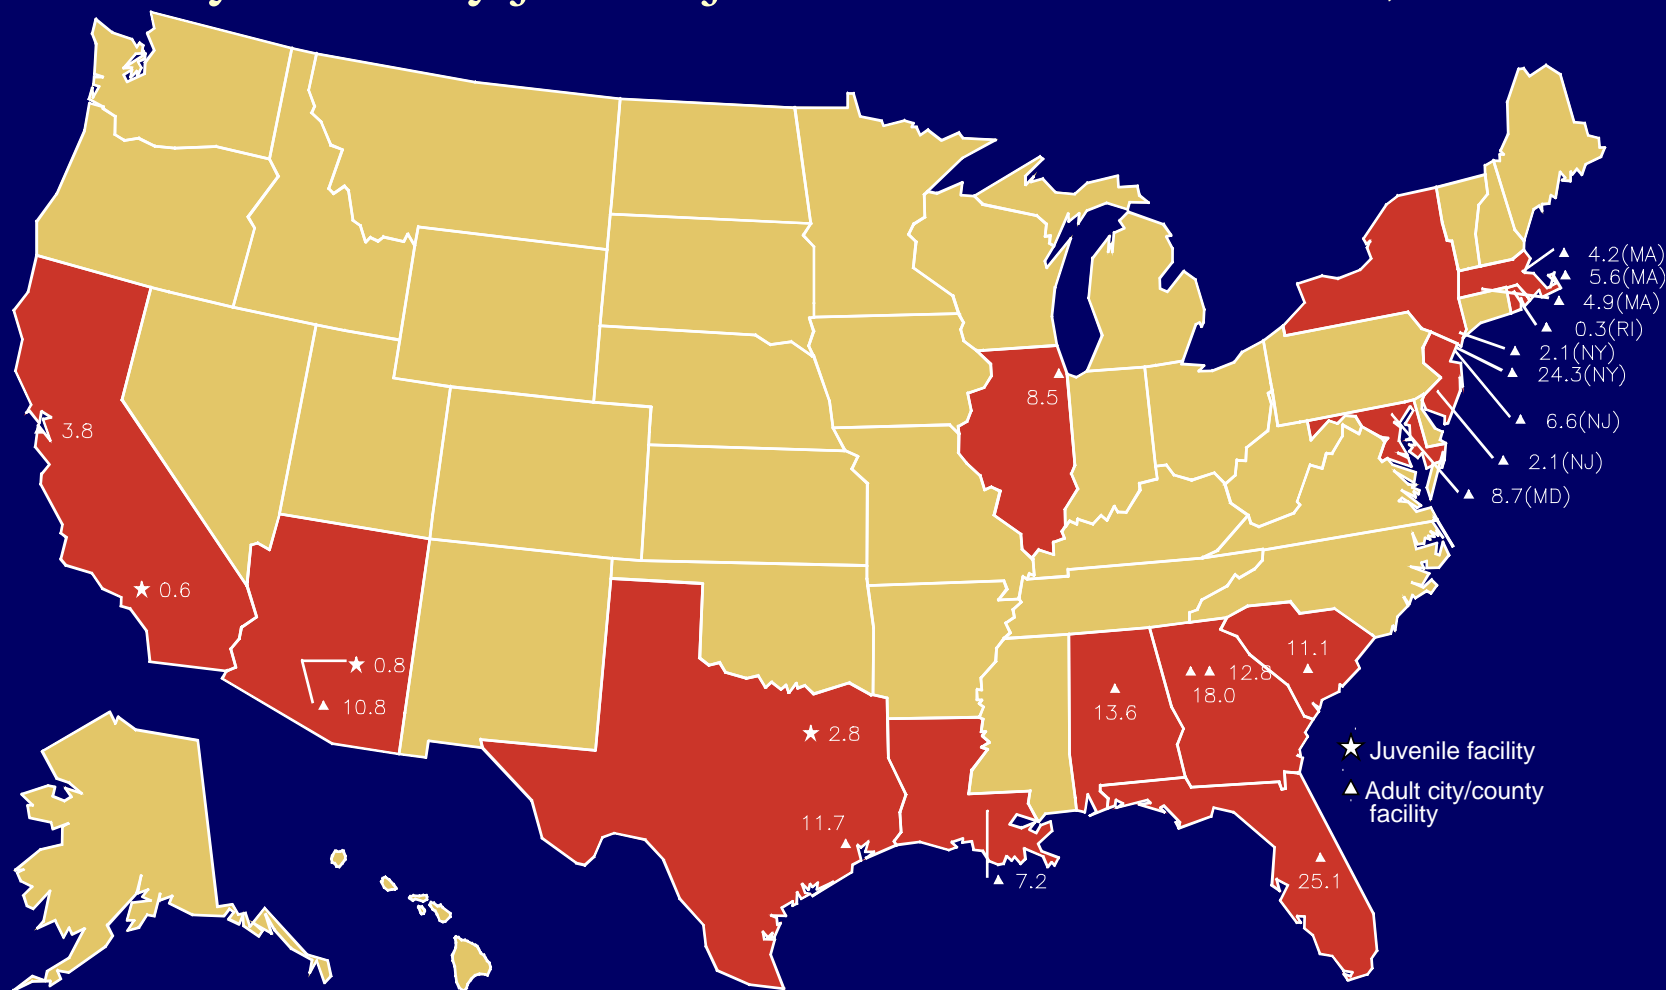 4.2(MA)
5.6(MA)
4.9(MA)
0.3(RI)
2.1(NY)
24.3(NY)
8.5
6.6(NJ)
3.8
2.1(NJ)
8.7(MD)
0.6
11.1
0.8
12.8
18.0
10.8
13.6
2.8
Juvenile facility
Adult city/county
facility
11.7
7.2
25.1